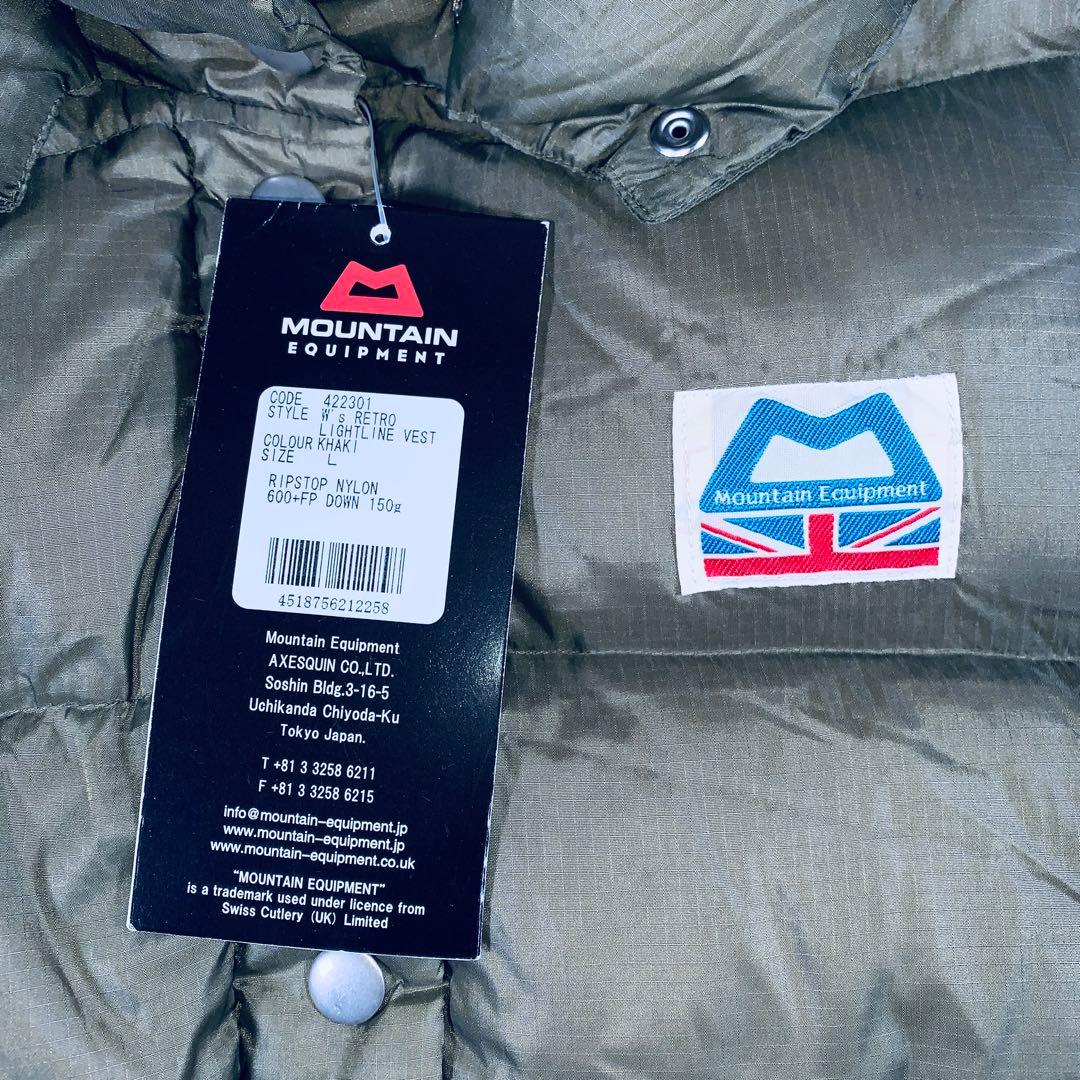 MOUNTAIN
EQUIPMENT
CODE 422301
STYLE W's RETRO
LIGHTLINE VEST
COLOUR KHAKI
SIZE L
RIPSTOP NYLON
600+FP DOWN 150g
4518756212258
Mountain Equipment
AXESQUIN CO.,LTD.
Soshin Bldg.3-16-5
Uchikanda Chiyoda-Ku
Tokyo Japan.
T +81 3 3258 6211
F +81 3 3258 6215
info@mountain-equipment.jp
www.mountain-equipment.jp
www.mountain-equipment.co.uk
"MOUNTAIN EQUIPMENT"
is a trademark used under licence from
Swiss Cutlery (UK) Limited
Mountain Equipment